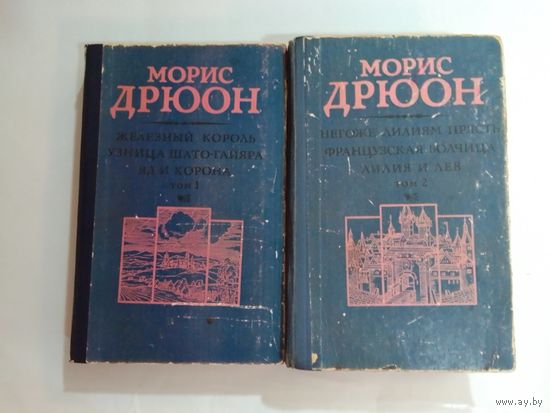 МОРИС
ДРЮОН
ЖЕЛЕЗНЫЙ КОРОЛЬ
УЗНИЦА ШАТО-ГАЙЯРА
ЯД И КОРОНА
ТОМ 1
МОРИС
ДРЮОН
НЕГОЖЕ ЛИЛИЯМ ПРЯСТЬ
ФРАНЦУЗСКАЯ ВОЛЧИЦА
ЛИЛИЯ И ЛЕВ
ТОМ 2
www.ay.by